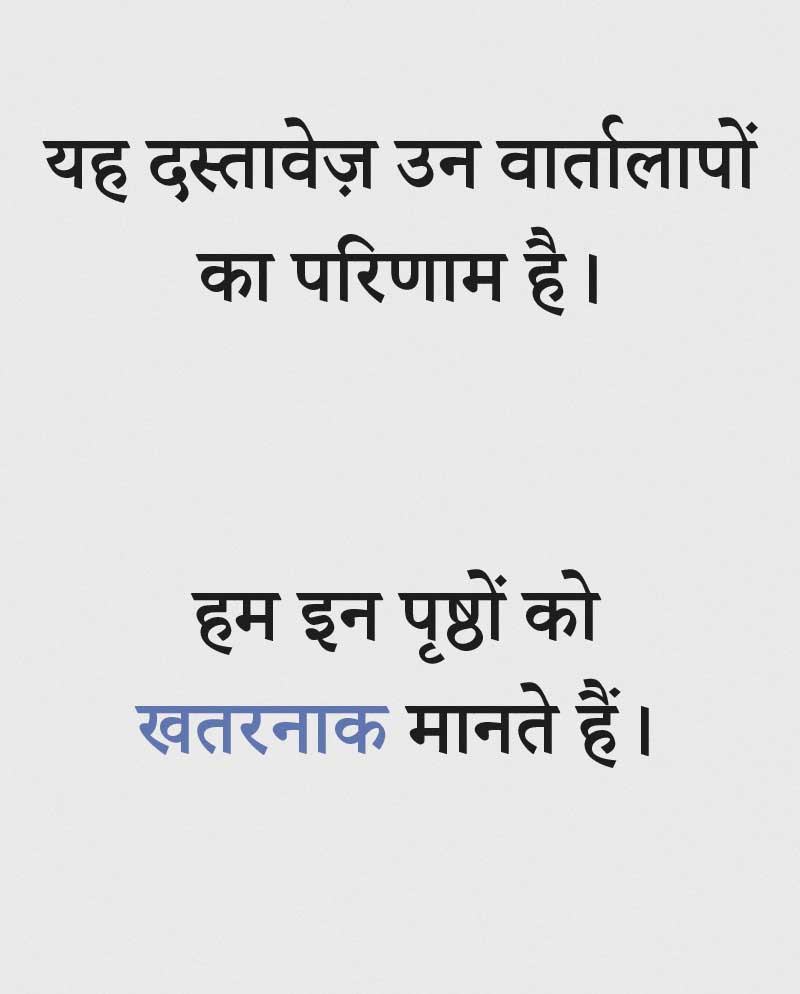 यह दस्तावेज़ उन वार्तालापों
का परिणाम है।
हम इन पृष्ठों को
खतरनाक मानते हैं।